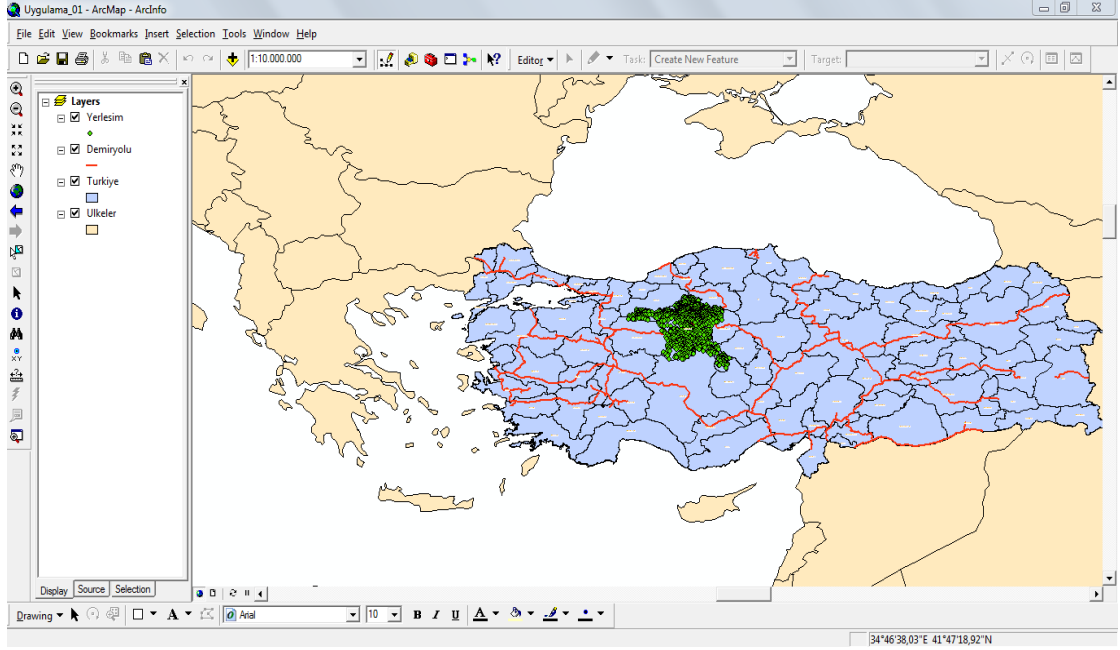 Uygulama_01 - ArcMap - ArcInfo
File Edit View Bookmarks Insert Selection Tools Window Help
1:10.000.000 Editor Task: Create New Feature Target:
Layers
Yerlesim
Demiryolu
Turkiye
Ulkeler
Display Source Selection
Drawing A Arial 10 B I U A
34°46'38,03"E 41°47'18,92"N